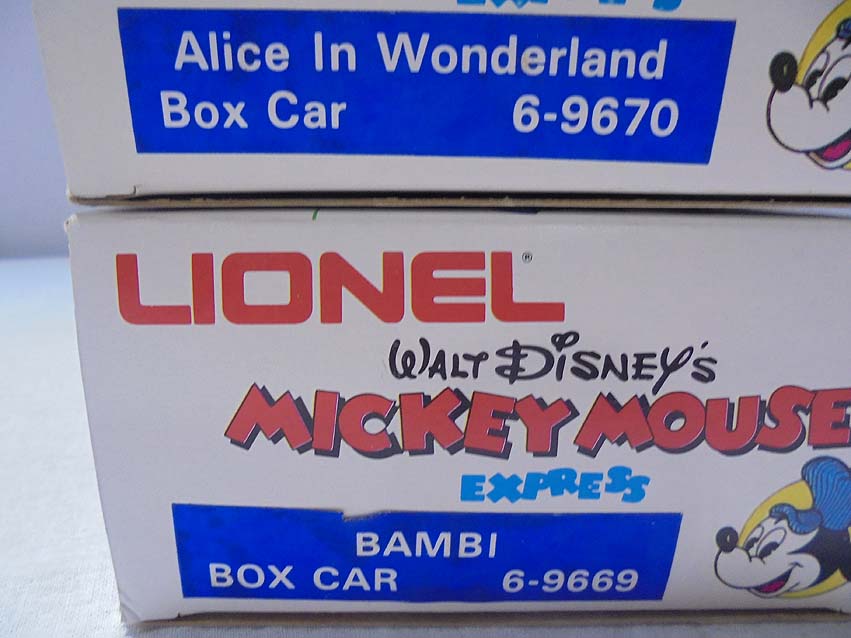 Alice In Wonderland
Box Car 6-9670
LIONEL®
WALT DISNEY'S
MICKEY MOUSE
EXPRESS
BAMBI
BOX CAR 6-9669